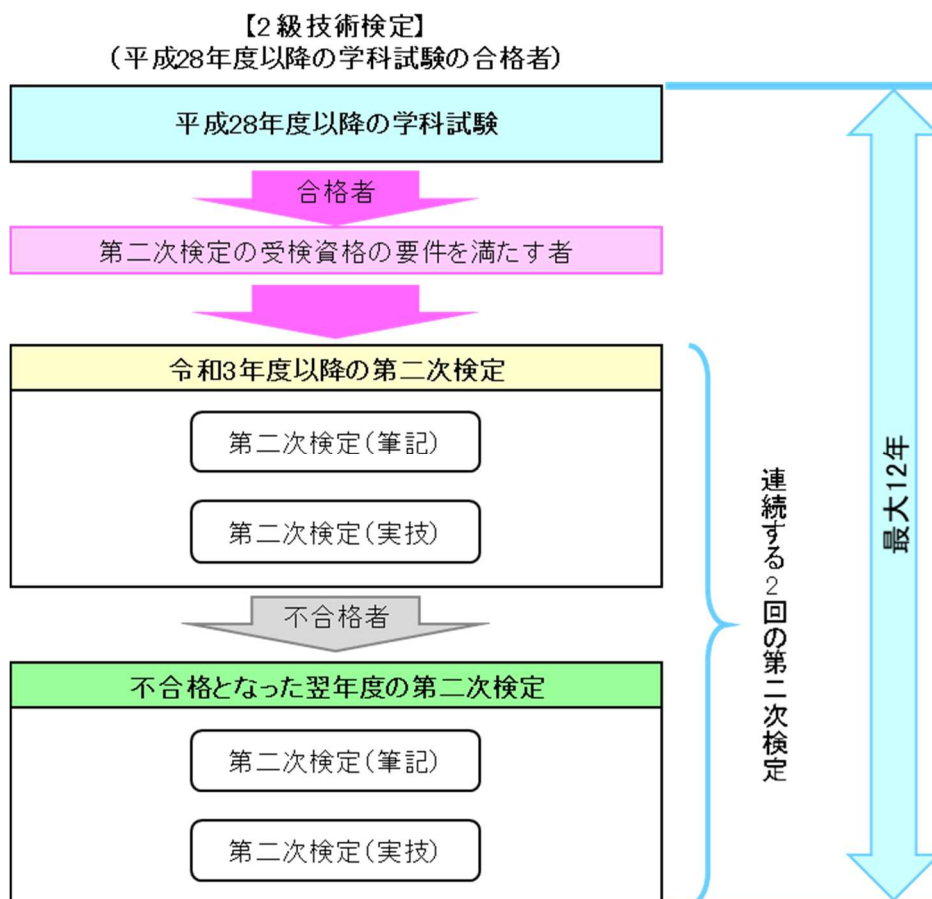 【2級技術検定】
(平成28年度以降の学科試験の合格者)
平成28年度以降の学科試験
合格者
第二次検定の受検資格の要件を満たす者
令和3年度以降の第二次検定
第二次検定(筆記)
第二次検定(実技)
不合格者
不合格となった翌年度の第二次検定
第二次検定(筆記)
第二次検定(実技)
連続する2回の第二次検定
最大12年